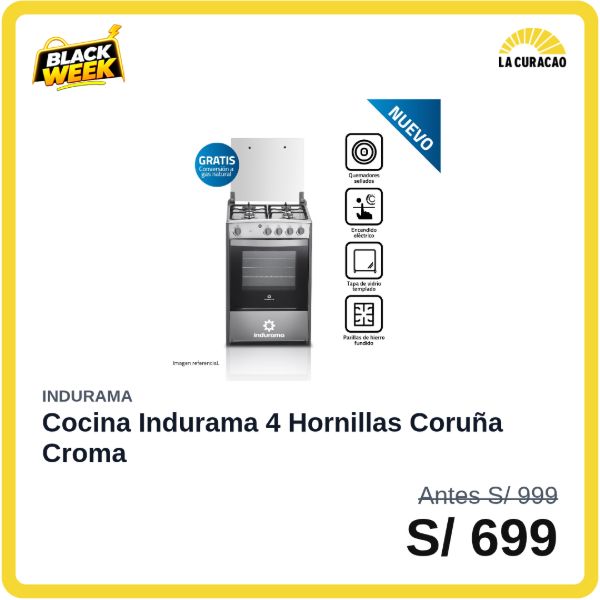 BLACK
WEEK
LA CURACAO
NUEVO
GRATIS
Conversión a
gas natural
Quemadores
sellados
Encendido
eléctrico
Tapa de vidrio
templado
Parillas de hierro
fundido
indurama
Imagen referencial.
INDURAMA
Cocina Indurama 4 Hornillas Coruña
Croma
Antes S/ 999
S/ 699